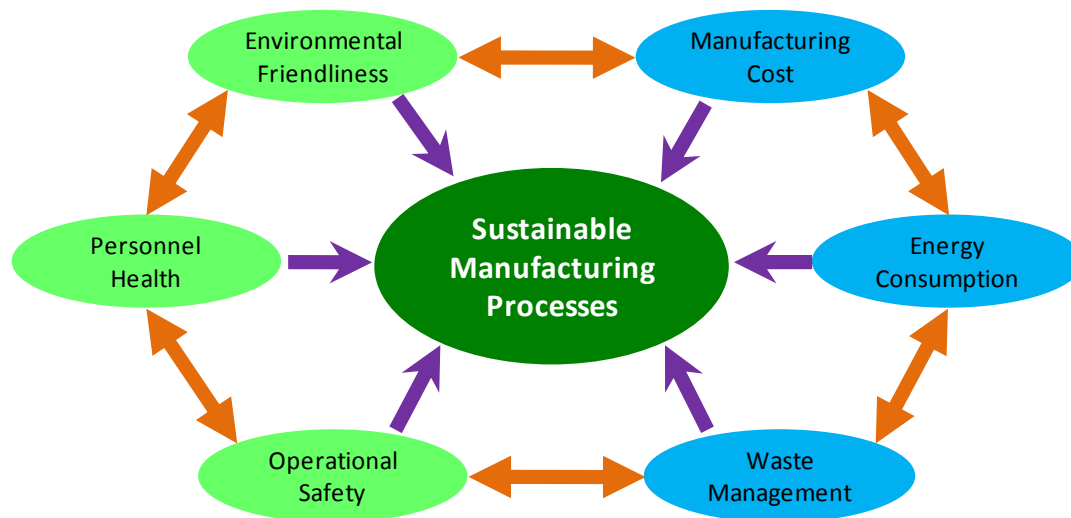 Environmental
Friendliness
Manufacturing
Cost
Personnel
Health
Sustainable
Manufacturing
Processes
Energy
Consumption
Operational
Safety
Waste
Management